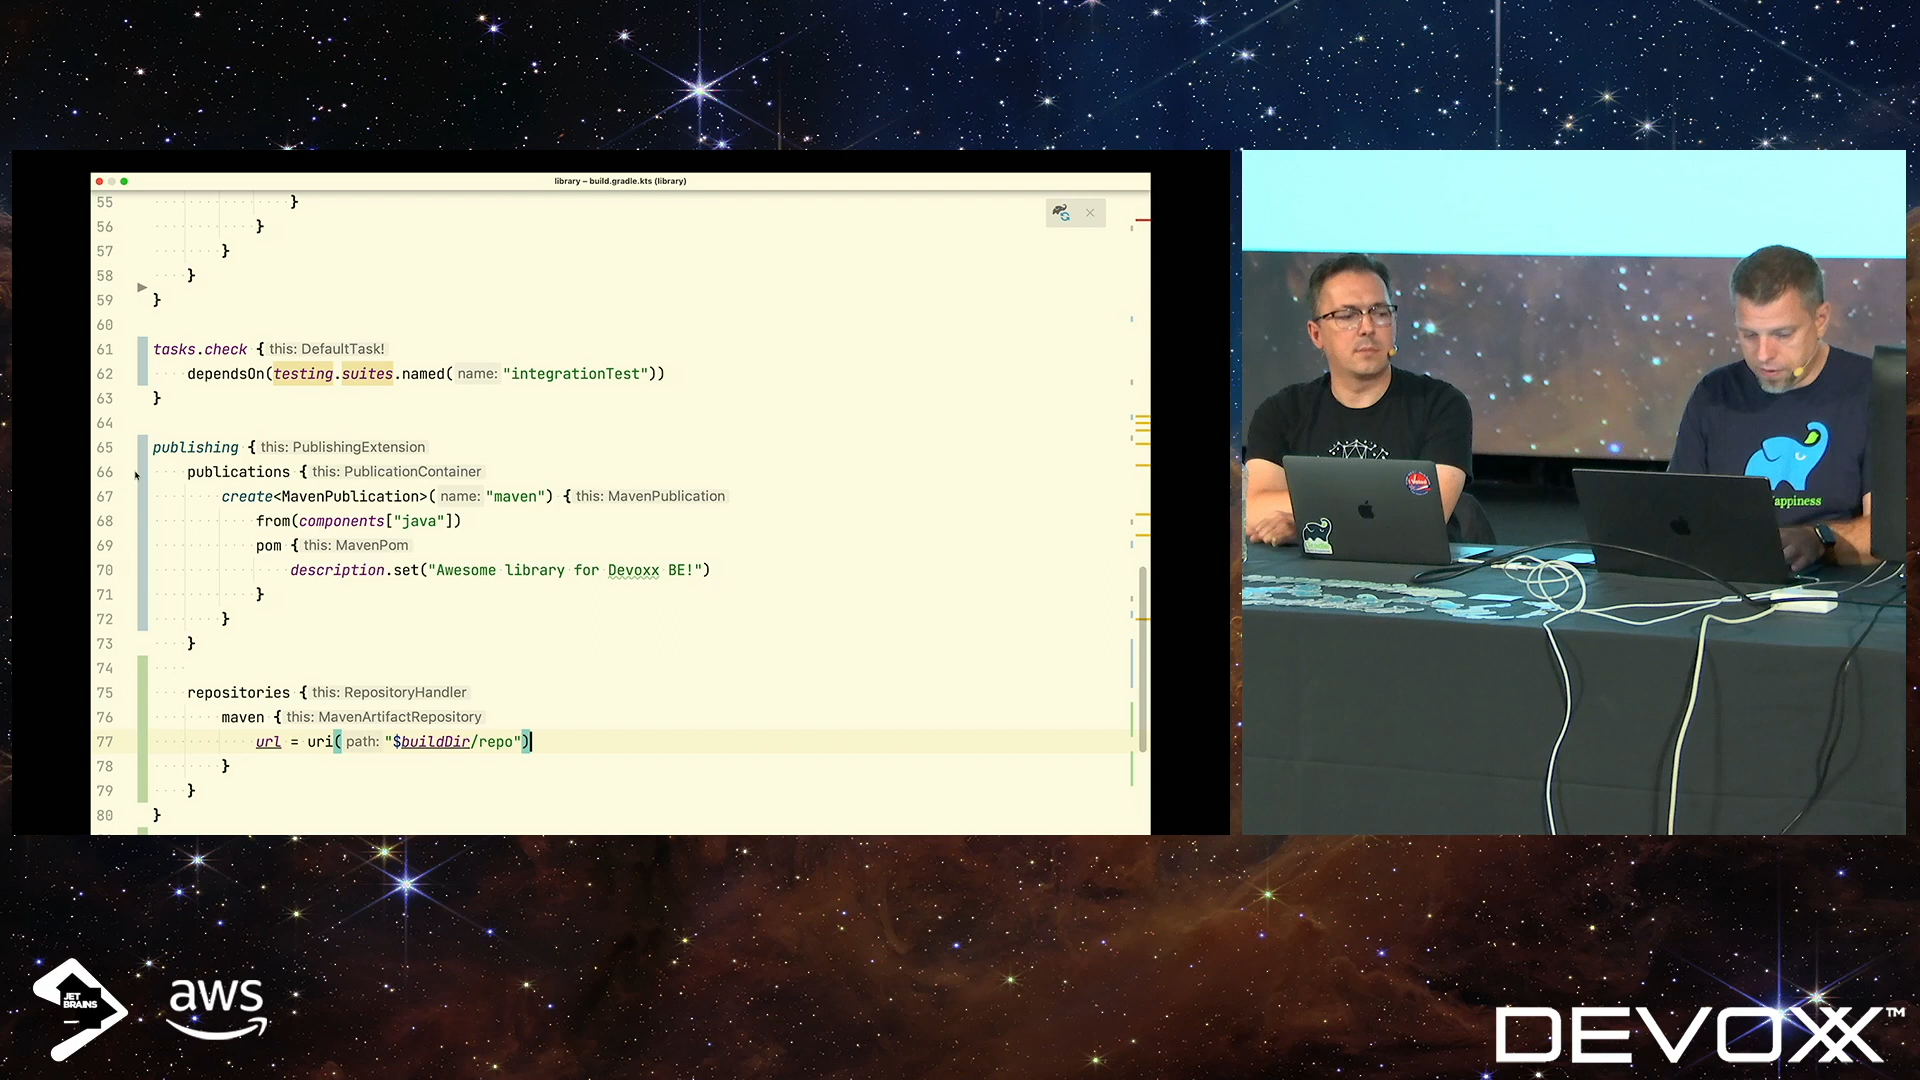 library – build.gradle.kts (library)
55 }
56 }
57 }
58 }
59 }
60
61 tasks.check { this: DefaultTask!
62 dependsOn(testing.suites.named( name: "integrationTest"))
63 }
64
65 publishing { this: PublishingExtension
66 publications { this: PublicationContainer
67 create<MavenPublication>( name: "maven") { this: MavenPublication
68 from(components["java"])
69 pom { this: MavenPom
70 description.set("Awesome library for Devoxx BE!")
71 }
72 }
73 }
74
75 repositories { this: RepositoryHandler
76 maven { this: MavenArtifactRepository
77 url = uri( path: "$buildDir/repo")
78 }
79 }
80 }
appiness
JET
BRAINS
aws
DEVOXX™